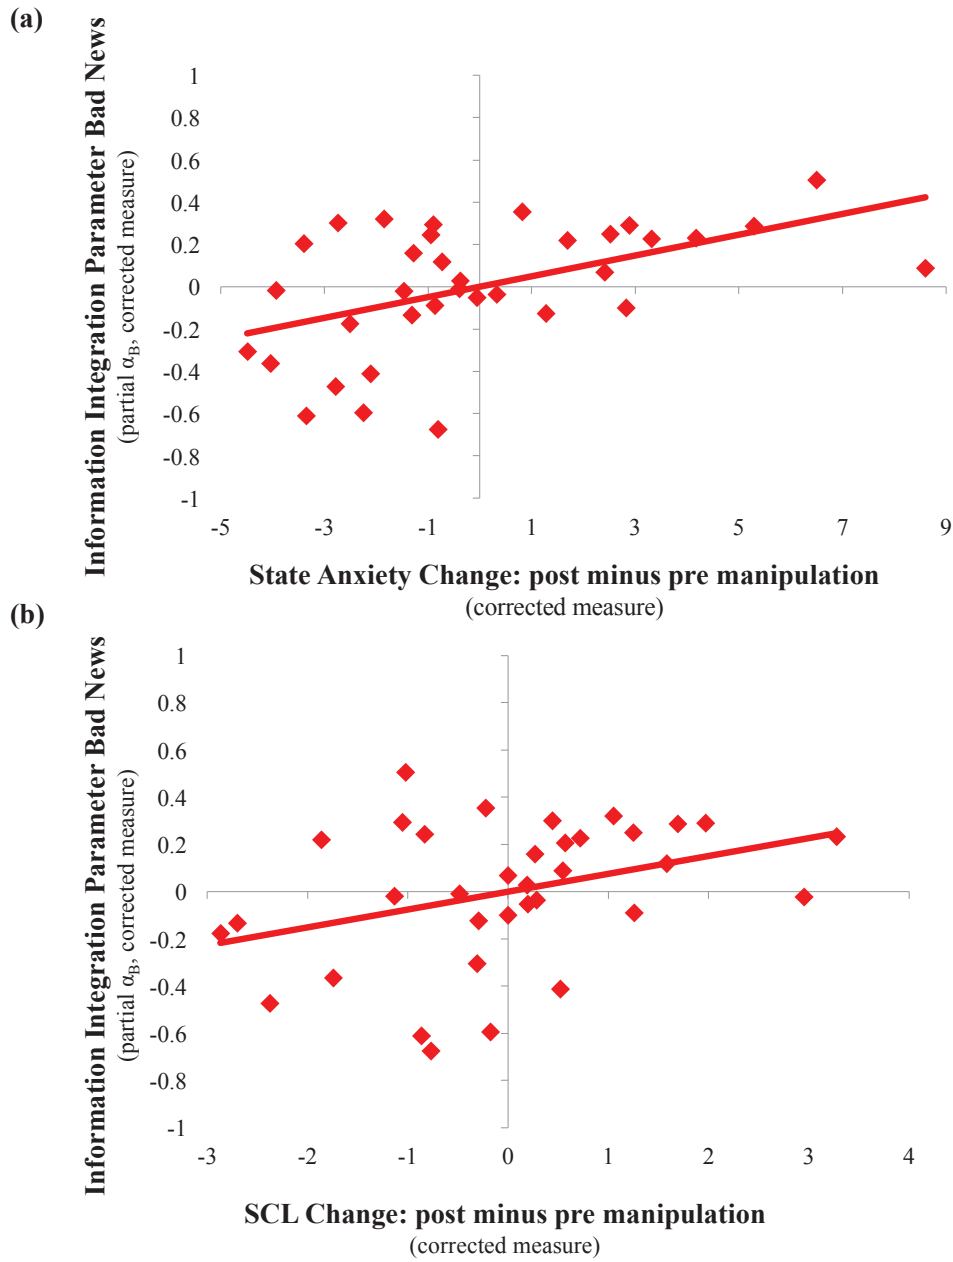 (a)
Information Integration Parameter Bad News
(partial α_B, corrected measure)
1
0.8
0.6
0.4
0.2
0
-0.2
-0.4
-0.6
-0.8
-1
-5 -3 -1 1 3 5 7 9
State Anxiety Change: post minus pre manipulation
(corrected measure)
(b)
Information Integration Parameter Bad News
(partial α_B, corrected measure)
1
0.8
0.6
0.4
0.2
0
-0.2
-0.4
-0.6
-0.8
-1
-3 -2 -1 0 1 2 3 4
SCL Change: post minus pre manipulation
(corrected measure)